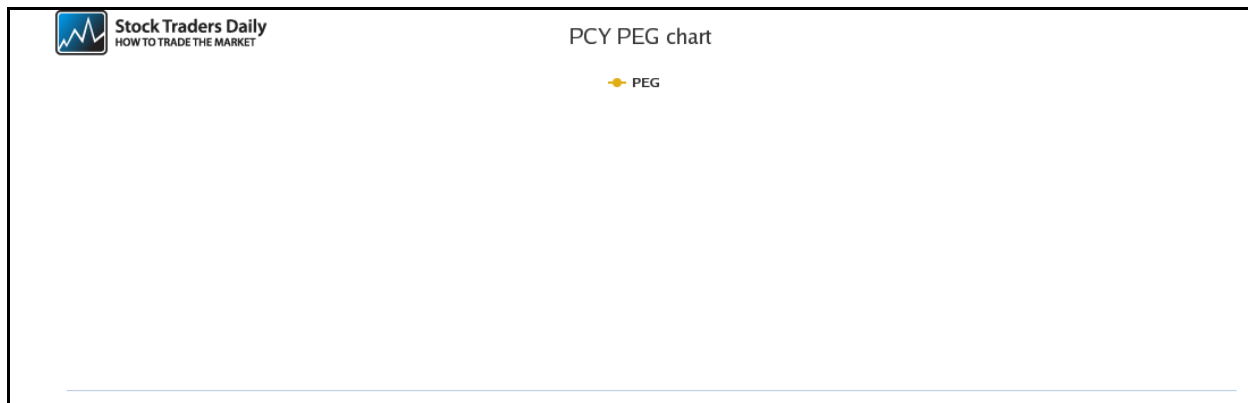 Stock Traders Daily
HOW TO TRADE THE MARKET
PCY PEG chart
PEG